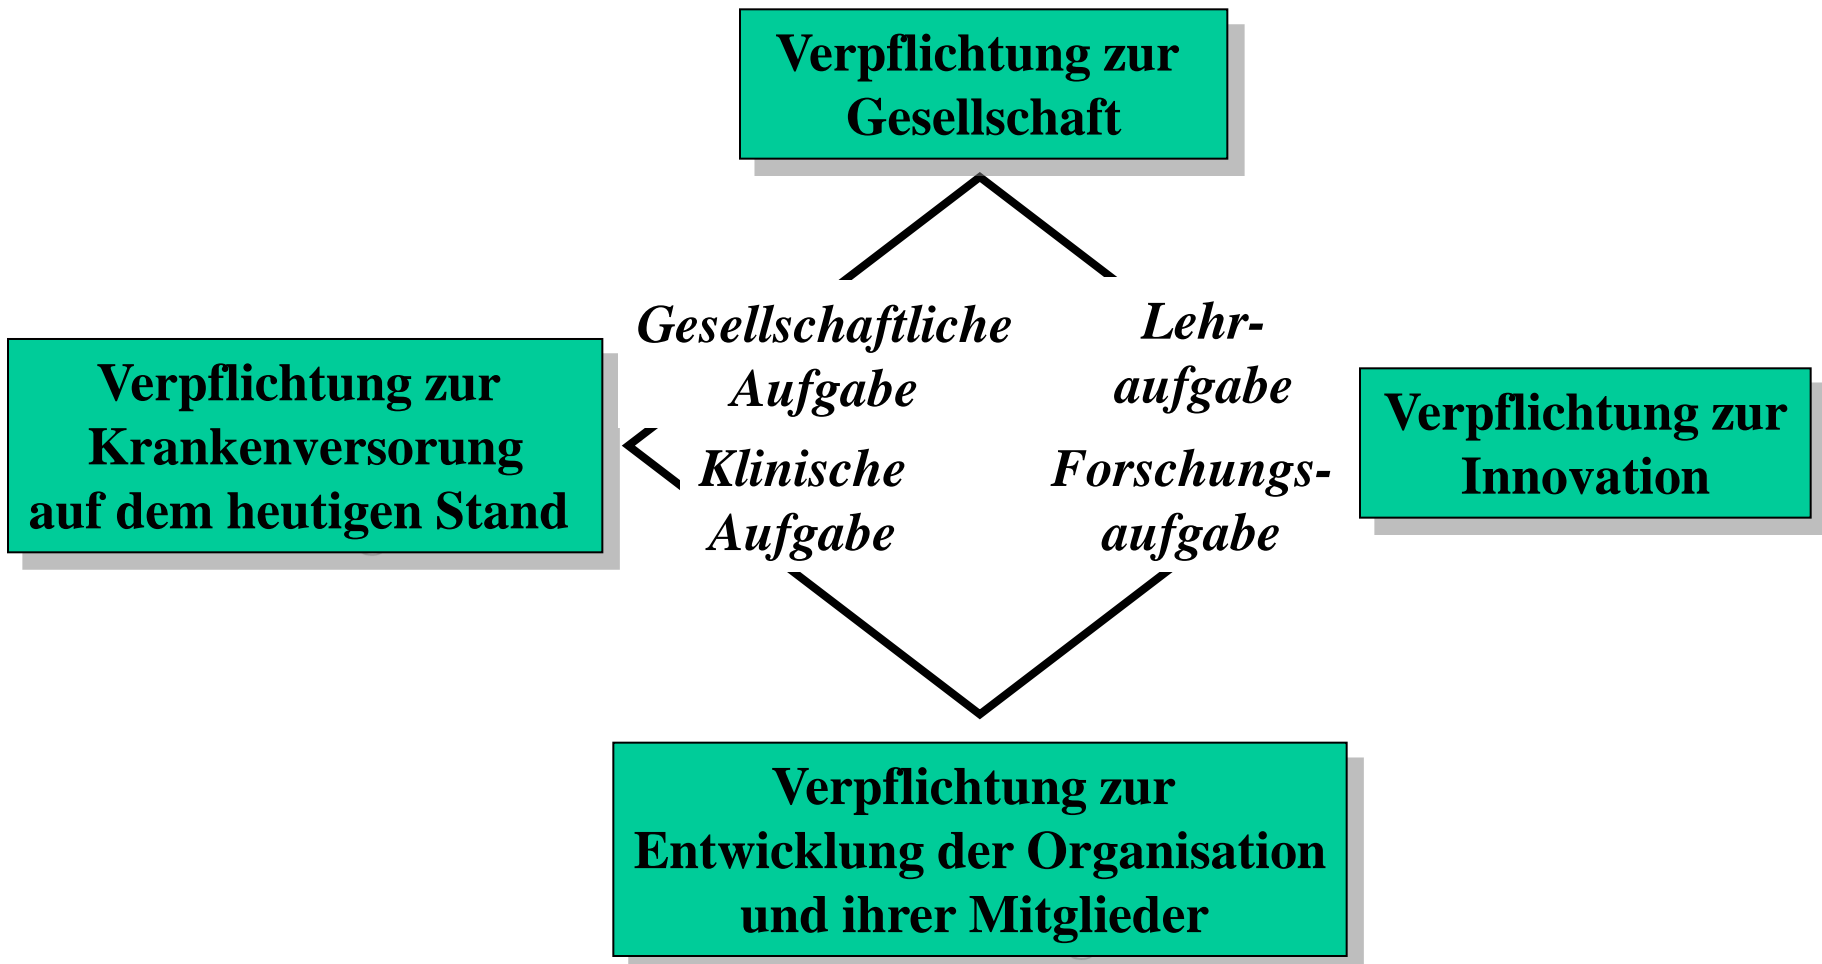 Verpflichtung zur
Gesellschaft
Gesellschaftliche
Aufgabe
Lehr-
aufgabe
Verpflichtung zur
Krankenversorung
auf dem heutigen Stand
Verpflichtung zur
Innovation
Klinische
Aufgabe
Forschungs-
aufgabe
Verpflichtung zur
Entwicklung der Organisation
und ihrer Mitglieder